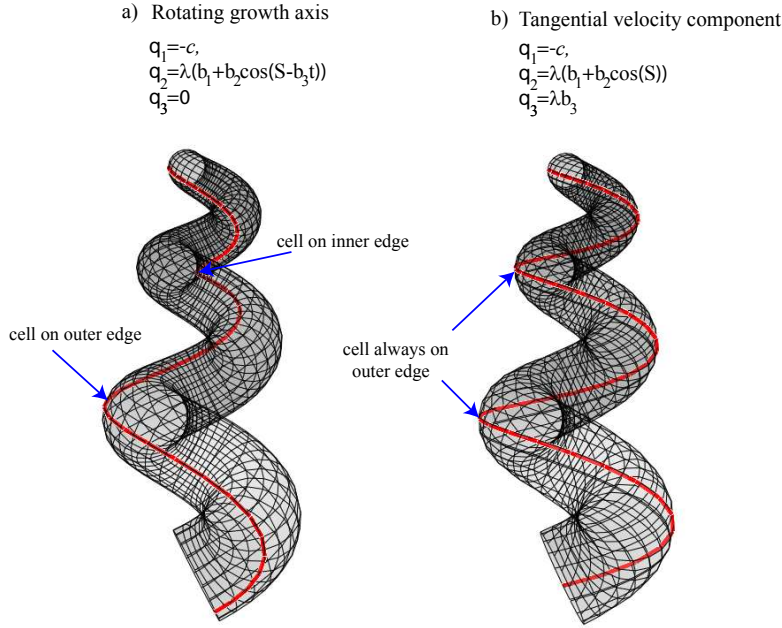 a) Rotating growth axis
q₁=-c,
q₂=λ(b₁+b₂cos(S-b₃t))
q₃=0
b) Tangential velocity component
q₁=-c,
q₂=λ(b₁+b₂cos(S))
q₃=λb₃
cell on inner edge
cell on outer edge
cell always on
outer edge